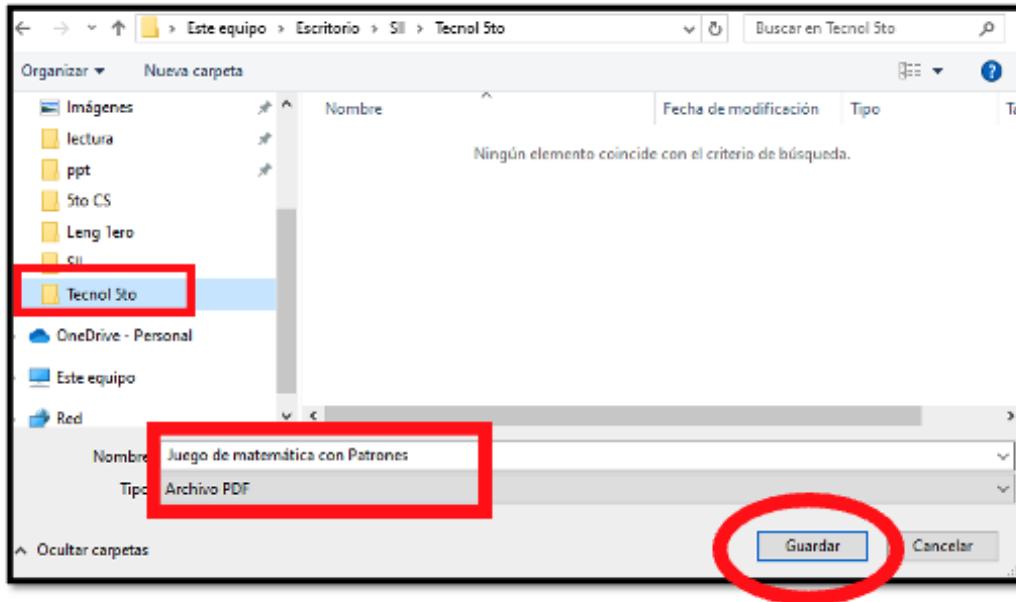 Este equipo > Escritorio > SII > Tecnol 5to
Buscar en Tecnol 5to
Organizar
Nueva carpeta
Imágenes
lectura
ppt
5to CS
Leng 1ero
SII
Tecnol 5to
OneDrive - Personal
Este equipo
Red
Nombre
Fecha de modificación
Tipo
Ta
Ningún elemento coincide con el criterio de búsqueda.
Nombre Juego de matemática con Patrones
Tipo Archivo PDF
Ocultar carpetas
Guardar
Cancelar